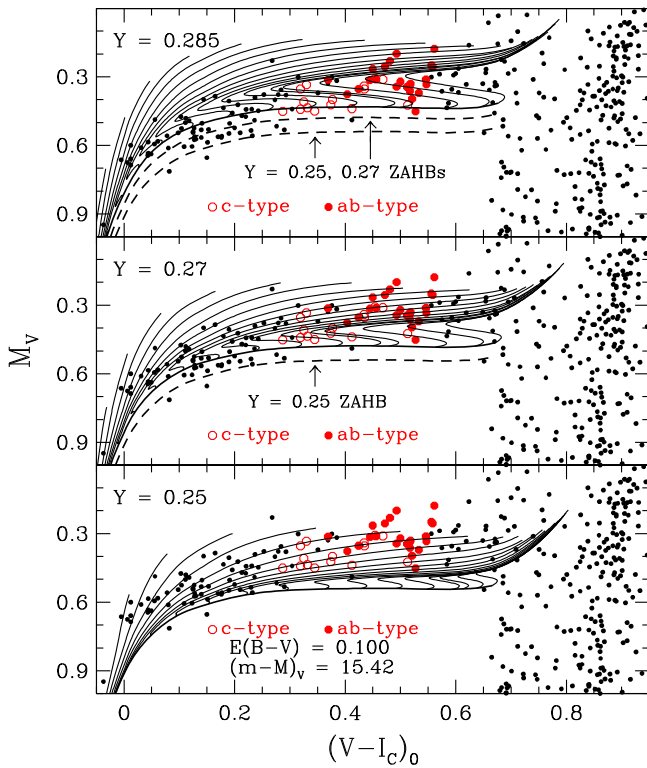 Y = 0.285
0.3
0.6
0.9
Y = 0.25, 0.27 ZAHBs
c-type ab-type
Y = 0.27
0.3
0.6
0.9
Y = 0.25 ZAHB
c-type ab-type
M_V
Y = 0.25
0.3
0.6
0.9
c-type ab-type
E(B-V) = 0.100
(m-M)_V = 15.42
0 0.2 0.4 0.6 0.8
(V-I_C)_0